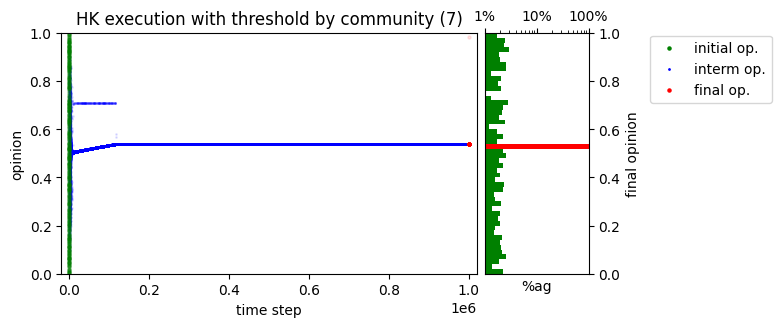 HK execution with threshold by community (7)
1% 10% 100%
1.0 0.8 0.6 0.4 0.2 0.0
opinion
0.0 0.2 0.4 0.6 0.8 1.0
1e6
time step
%ag
1.0 0.8 0.6 0.4 0.2 0.0
final opinion
initial op.
interm op.
final op.